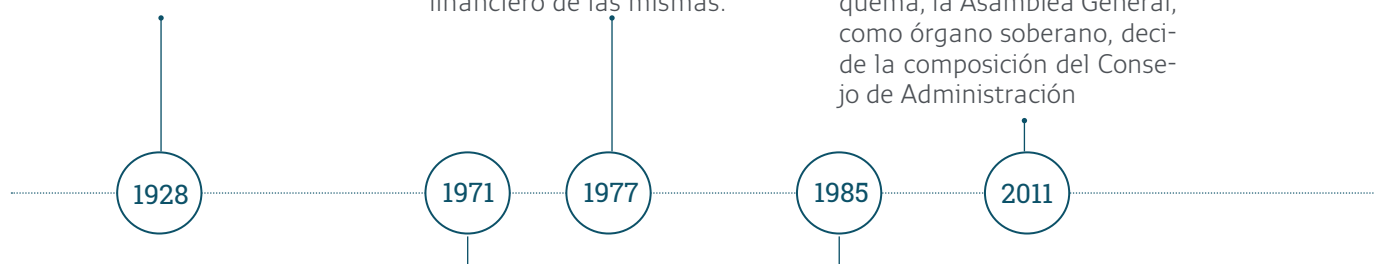 financiero de las mismas.
quema, la Asamblea General,
como órgano soberano, deci-
de la composición del Conse-
jo de Administración
1928
1971
1977
1985
2011